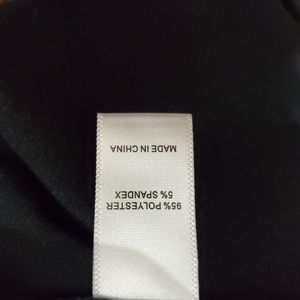 95% POLYESTER
5% SPANDEX
MADE IN CHINA